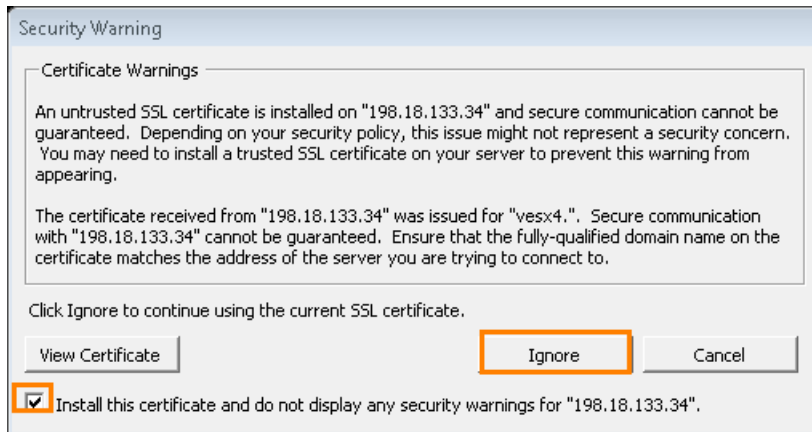 Security Warning
Certificate Warnings
An untrusted SSL certificate is installed on "198.18.133.34" and secure communication cannot be
guaranteed.  Depending on your security policy, this issue might not represent a security concern.
You may need to install a trusted SSL certificate on your server to prevent this warning from
appearing.
The certificate received from "198.18.133.34" was issued for "vesx4.".  Secure communication
with "198.18.133.34" cannot be guaranteed.  Ensure that the fully-qualified domain name on the
certificate matches the address of the server you are trying to connect to.
Click Ignore to continue using the current SSL certificate.
View Certificate Ignore Cancel
Install this certificate and do not display any security warnings for "198.18.133.34".